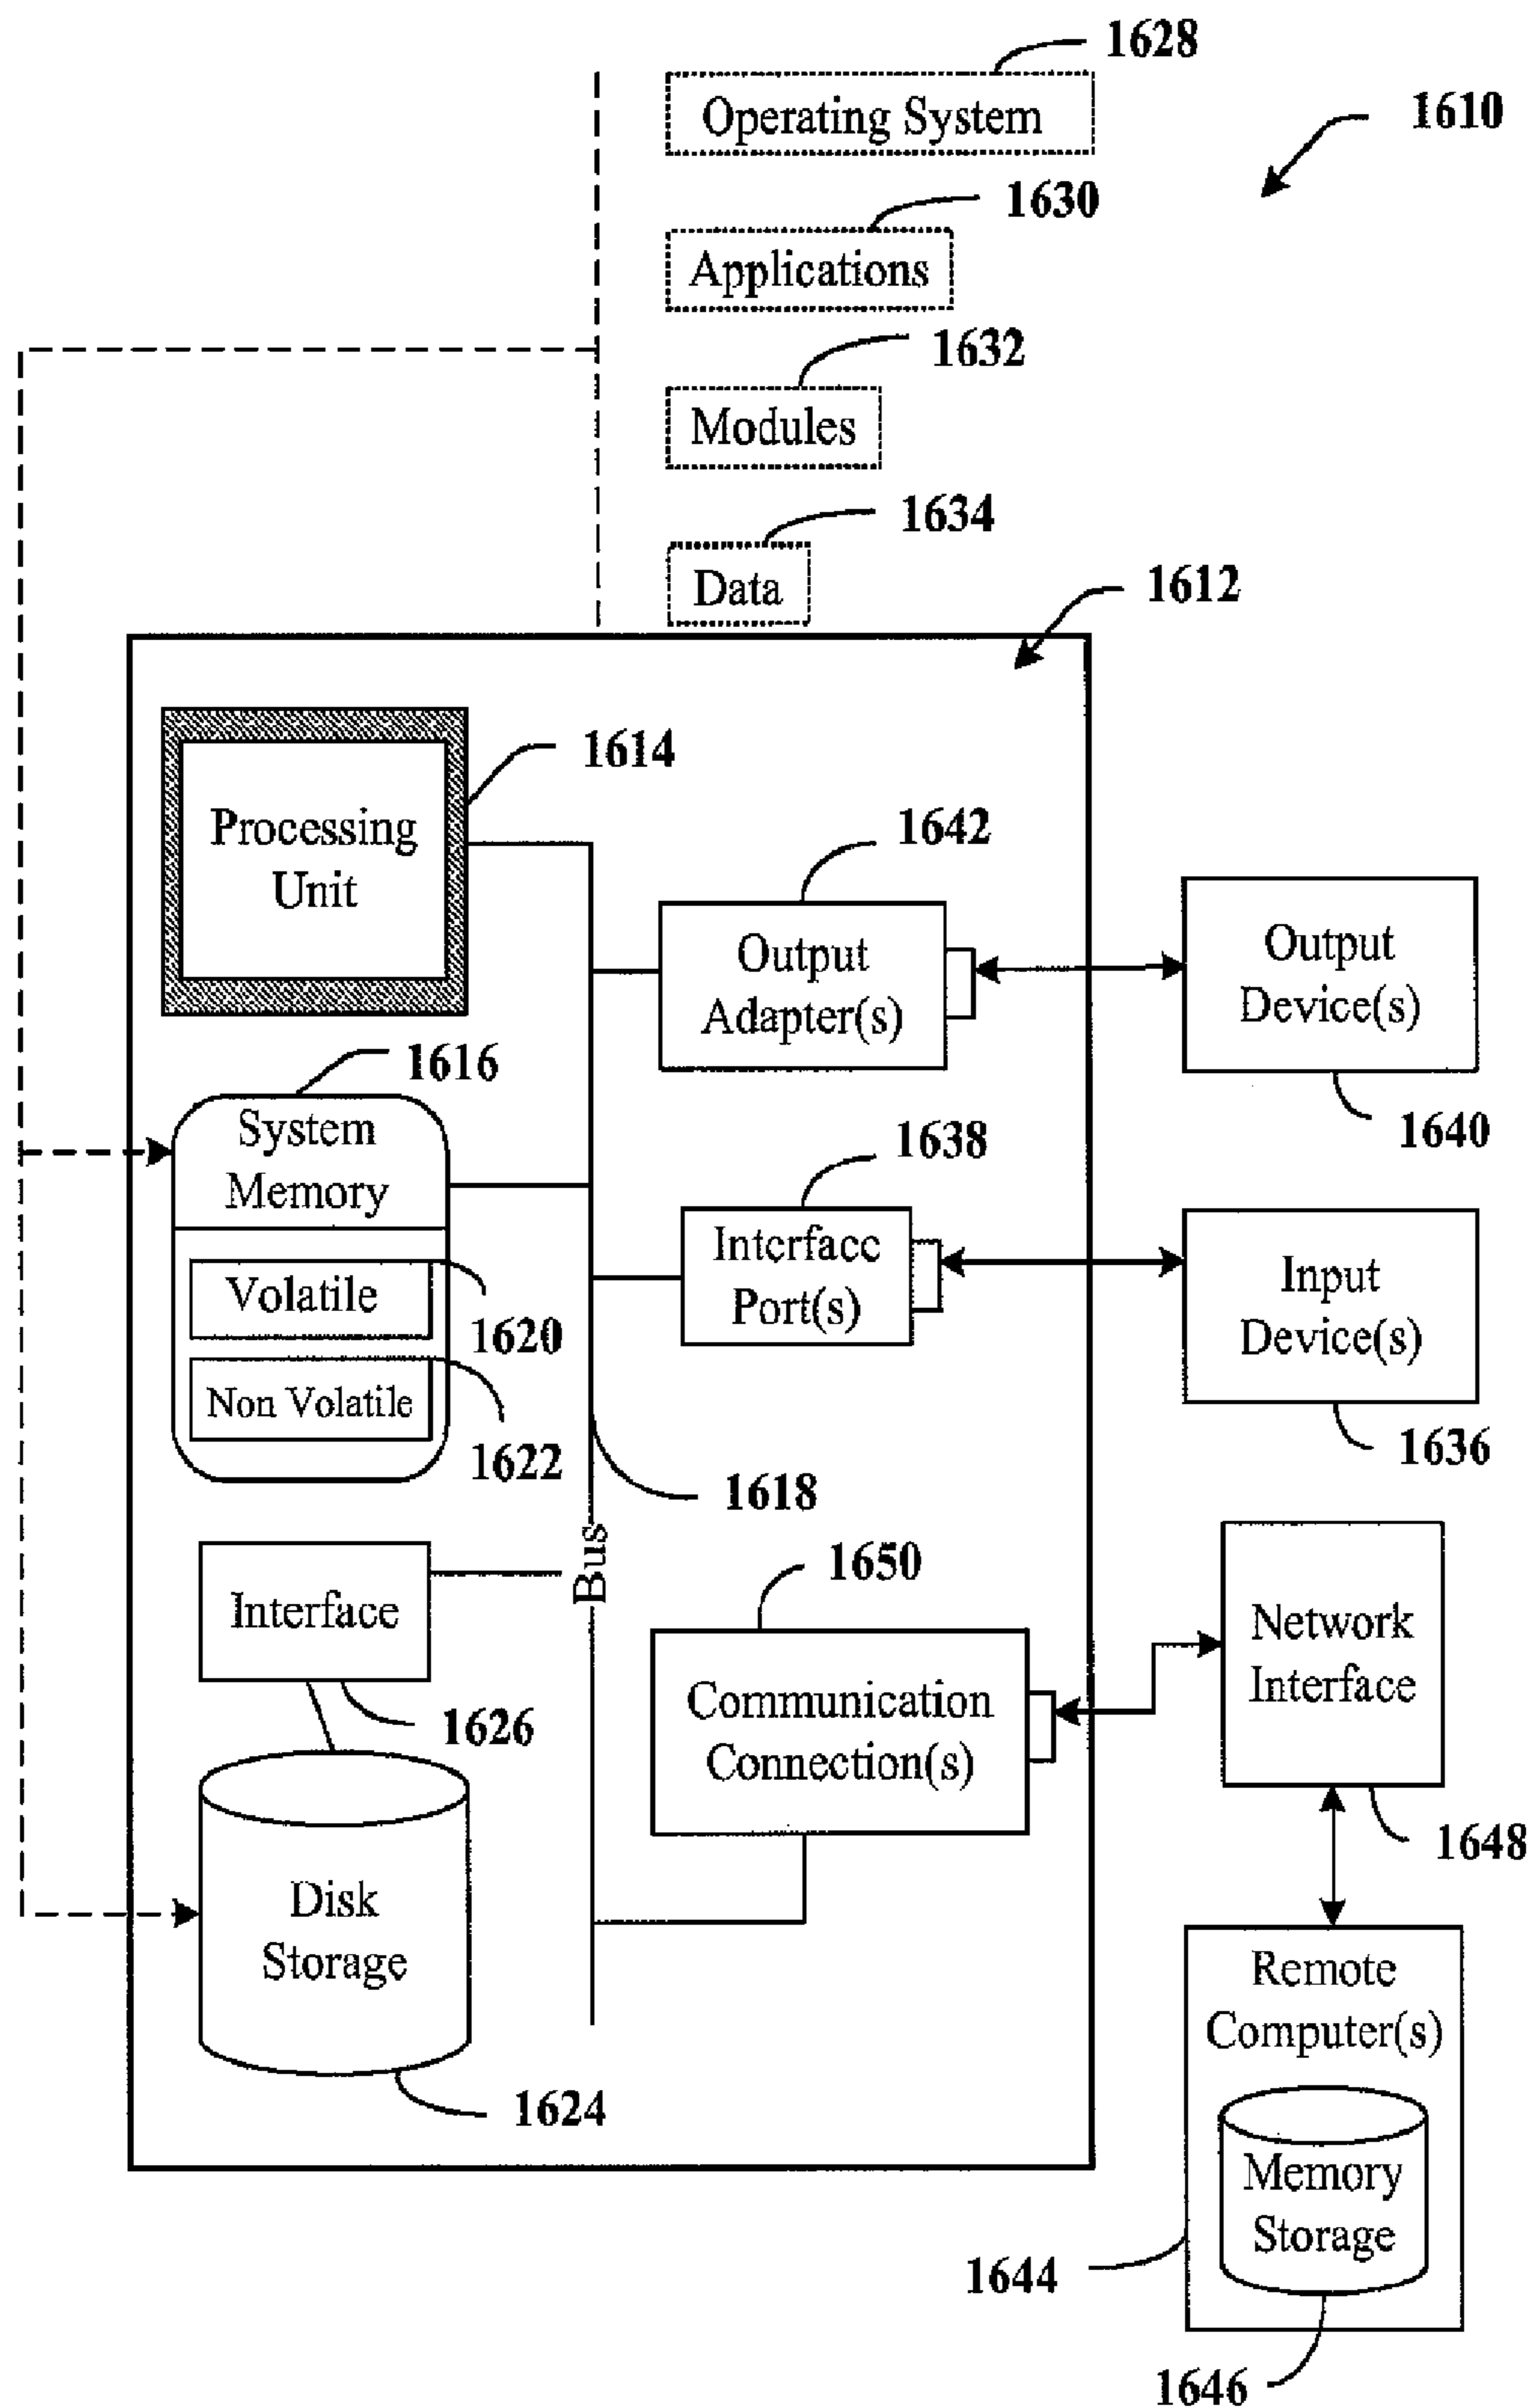 1628
Operating System
1610
1630
Applications
1632
Modules
1634
Data
1612
1614
Processing
Unit
1642
Output
Adapter(s)
Output
Device(s)
1640
1616
System
Memory
1638
Interface
Port(s)
Input
Device(s)
1636
Volatile
1620
Non Volatile
1622
1618
Bus
1650
Interface
1626
Communication
Connection(s)
Network
Interface
1648
Disk
Storage
1624
Remote
Computer(s)
Memory
Storage
1644
1646